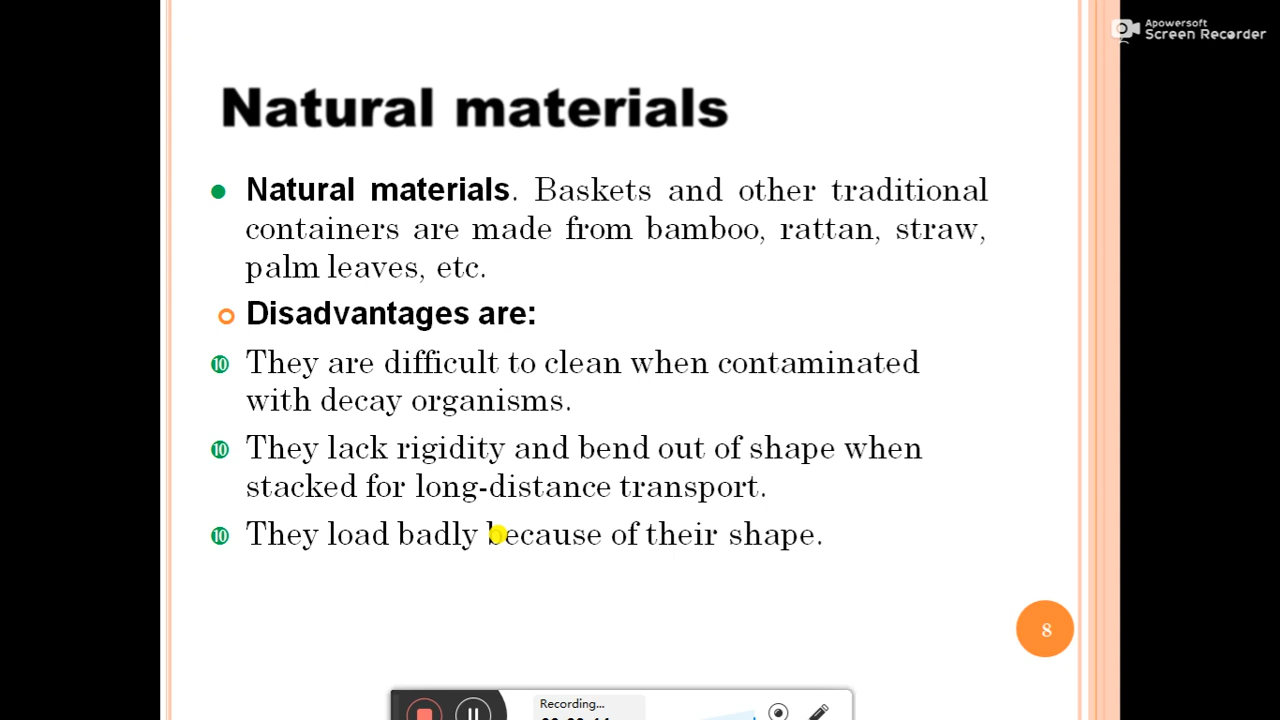 Apowersoft
Screen Recorder
Natural materials
Natural materials. Baskets and other traditional
containers are made from bamboo, rattan, straw,
palm leaves, etc.
Disadvantages are:
⓾ They are difficult to clean when contaminated
with decay organisms.
⓾ They lack rigidity and bend out of shape when
stacked for long-distance transport.
⓾ They load badly because of their shape.
8
Recording...